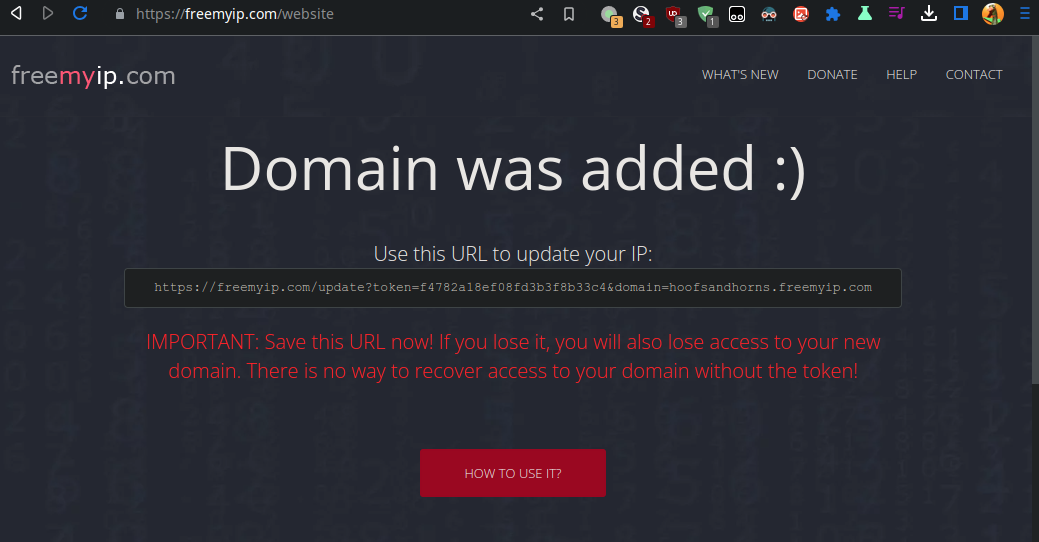 https://freemyip.com/website
3
2
3
1
freemyip.com
WHAT'S NEW
DONATE
HELP
CONTACT
Domain was added :)
Use this URL to update your IP:
https://freemyip.com/update?token=f4782a18ef08fd3b3f8b33c4&domain=hoofsandhorns.freemyip.com
IMPORTANT: Save this URL now! If you lose it, you will also lose access to your new
domain. There is no way to recover access to your domain without the token!
HOW TO USE IT?